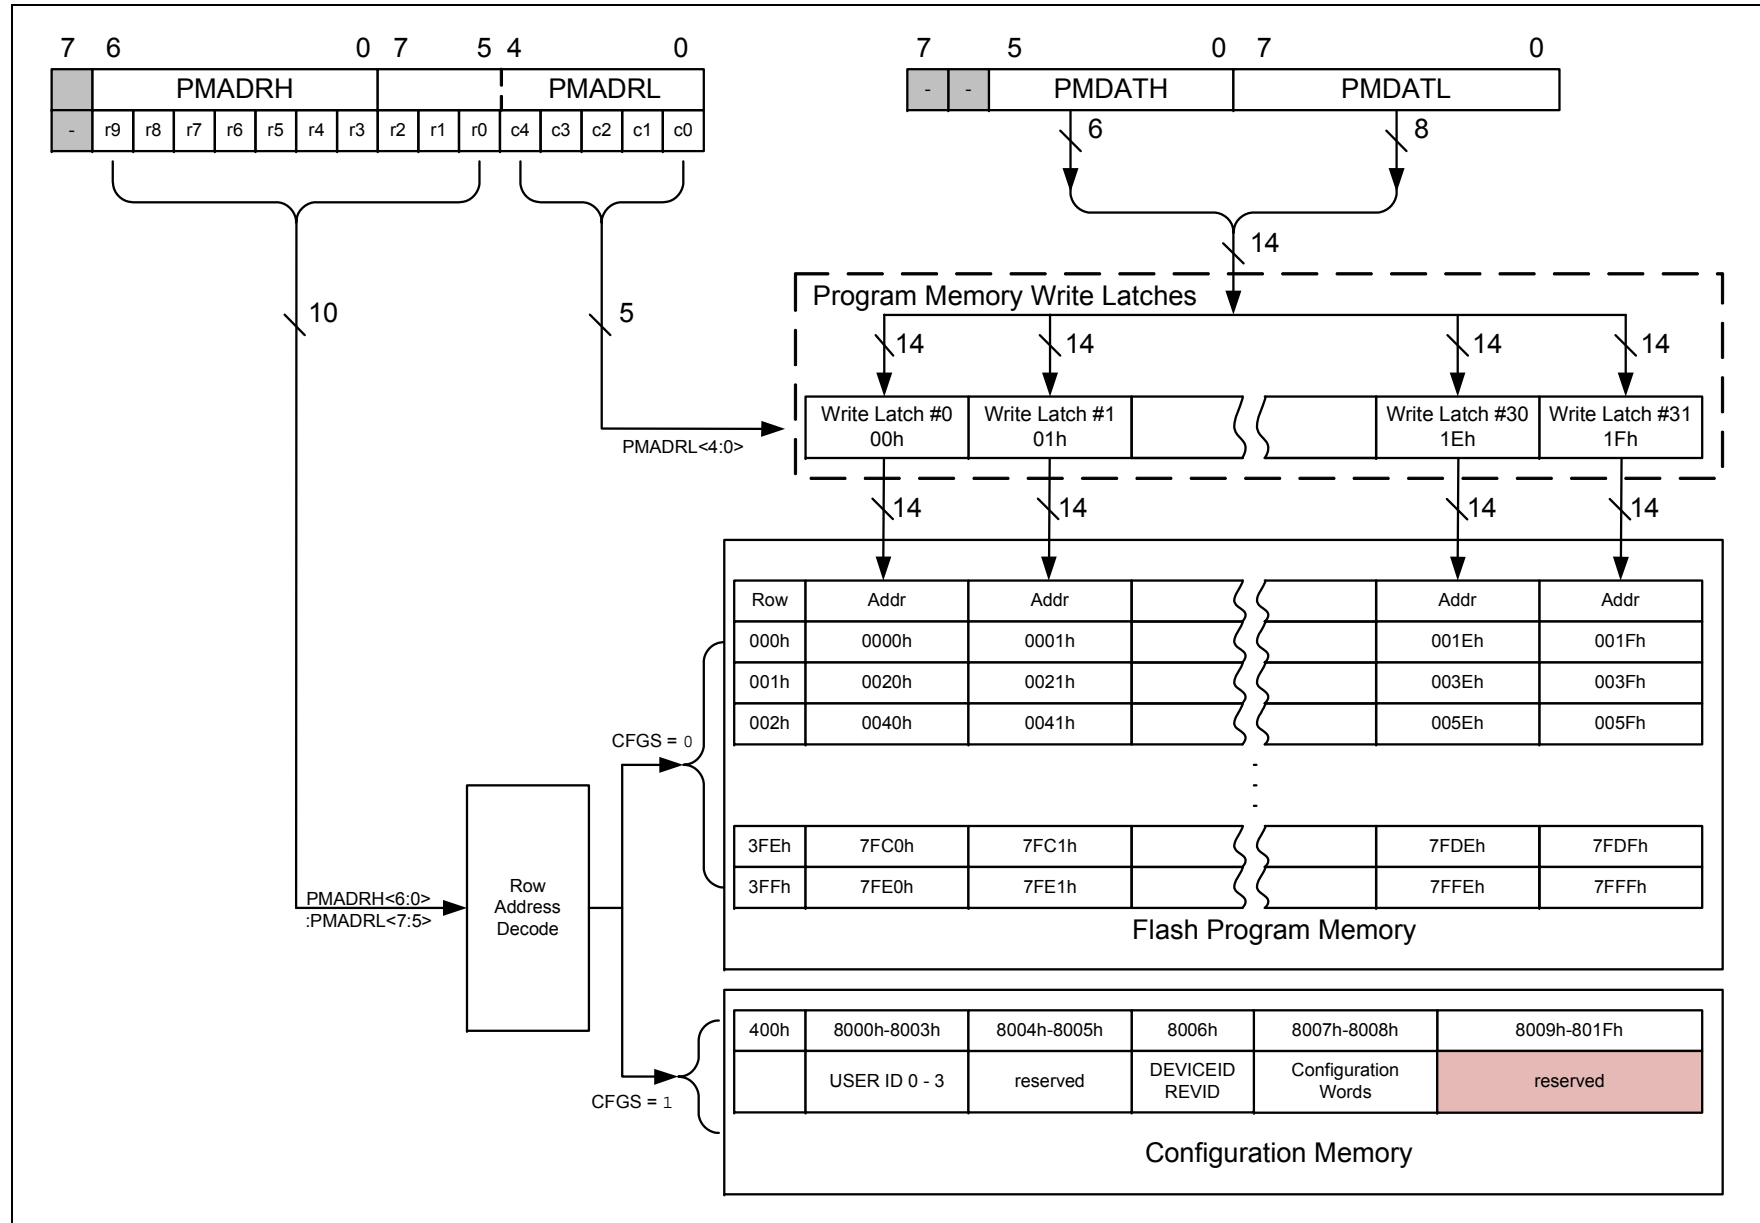 7 6 0 7 5 4 0
PMADRH PMADRL
- r9 r8 r7 r6 r5 r4 r3 r2 r1 r0 c4 c3 c2 c1 c0
7 5 0 7 0
- - PMDATH PMDATL
6 8
14
10 5
Program Memory Write Latches
14 14 14 14
Write Latch #0 Write Latch #1 Write Latch #30 Write Latch #31
00h 01h 1Eh 1Fh
PMADRL<4:0>
14 14 14 14
Row Addr Addr Addr Addr
000h 0000h 0001h 001Eh 001Fh
001h 0020h 0021h 003Eh 003Fh
002h 0040h 0041h 005Eh 005Fh
CFGS = 0
3FEh 7FC0h 7FC1h 7FDEh 7FDFh
3FFh 7FE0h 7FE1h 7FFEh 7FFFh
Flash Program Memory
PMADRH<6:0>
:PMADRL<7:5>
Row
Address
Decode
400h 8000h-8003h 8004h-8005h 8006h 8007h-8008h 8009h-801Fh
USER ID 0 - 3 reserved DEVICEID Configuration reserved
REVID Words
CFGS = 1
Configuration Memory